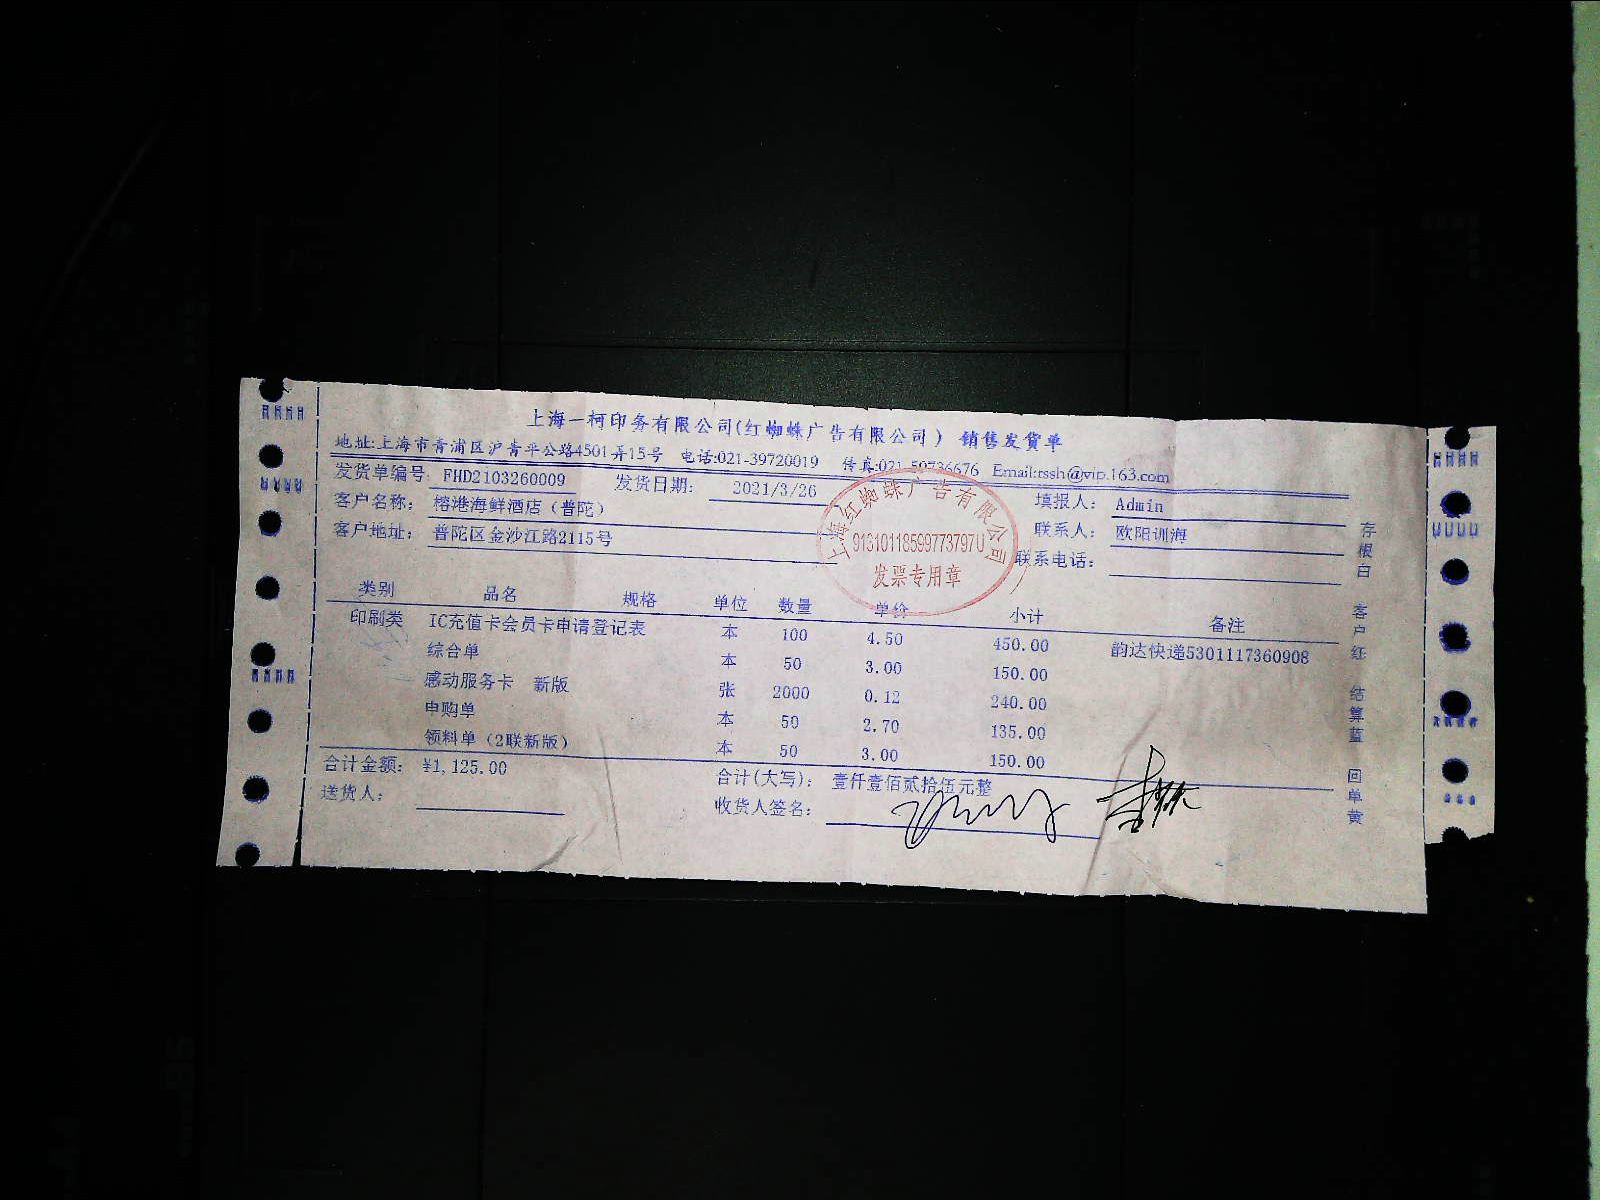 上海一柯印务有限公司(红蜘蛛广告有限公司) 銷售发貨单
地址:上海市青浦区沪青平公路4501弄15号 电话:021-39720019 传真:021-59736676 Email:rssh@vip.163.com
发货单编号: FHD2103260009 发货日期: 2021/3/26 填报人: Admin
客户名称: 榕港海鲜酒店（普陀） 联系人: 欧阳训海
客户地址: 普陀区金沙江路2115号 联系电话:
上海红蜘蛛广告有限公司
91310118599773797U
发票专用章
类别 品名 规格 单位 数量 单价 小计 备注
印刷类 IC充值卡会员卡申请登记表 本 100 4.50 450.00 韵达快递5301117360908
综合单 本 50 3.00 150.00
感动服务卡 新版 张 2000 0.12 240.00
申购单 本 50 2.70 135.00
领料单（2联新版） 本 50 3.00 150.00
合计金额: ¥1,125.00 合计(大写): 壹仟壹佰贰拾伍元整
送货人: 收货人签名:
存根白 客户红 结算蓝 回单黄